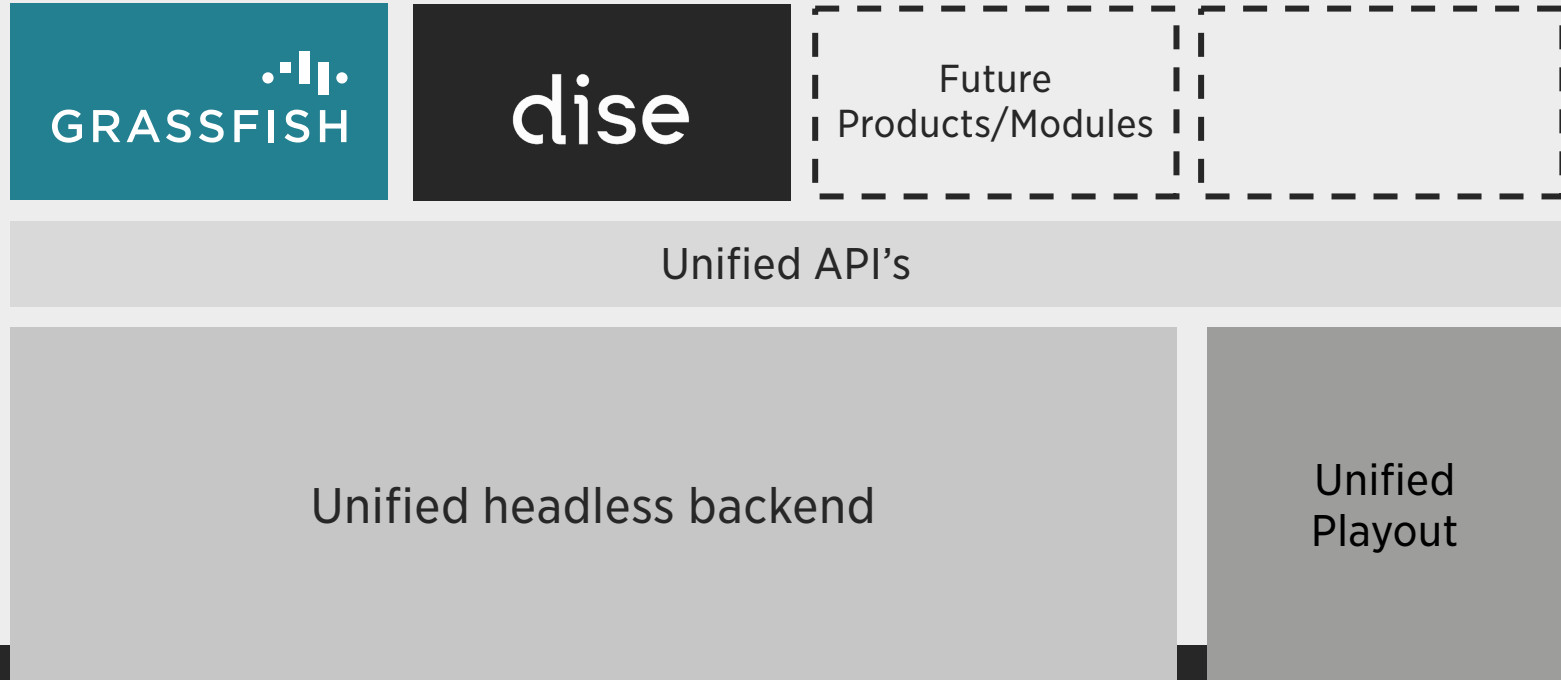 GRASSFISH
dise
Future
Products/Modules
Unified API’s
Unified headless backend
Unified
Playout